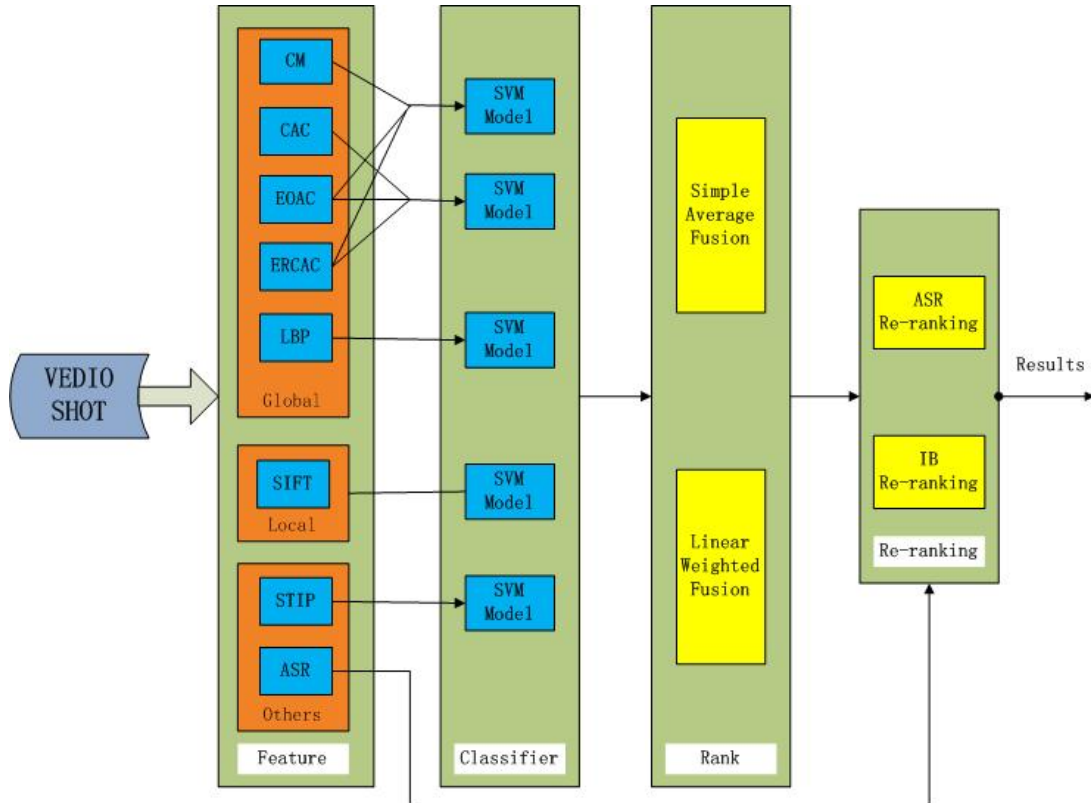 VEDIO
SHOT
CM
CAC
EOAC
ERCAC
LBP
Global
SIFT
Local
STIP
ASR
Others
Feature
SVM
Model
SVM
Model
SVM
Model
SVM
Model
SVM
Model
Classifier
Simple
Average
Fusion
Linear
Weighted
Fusion
Rank
ASR
Re-ranking
IB
Re-ranking
Re-ranking
Results